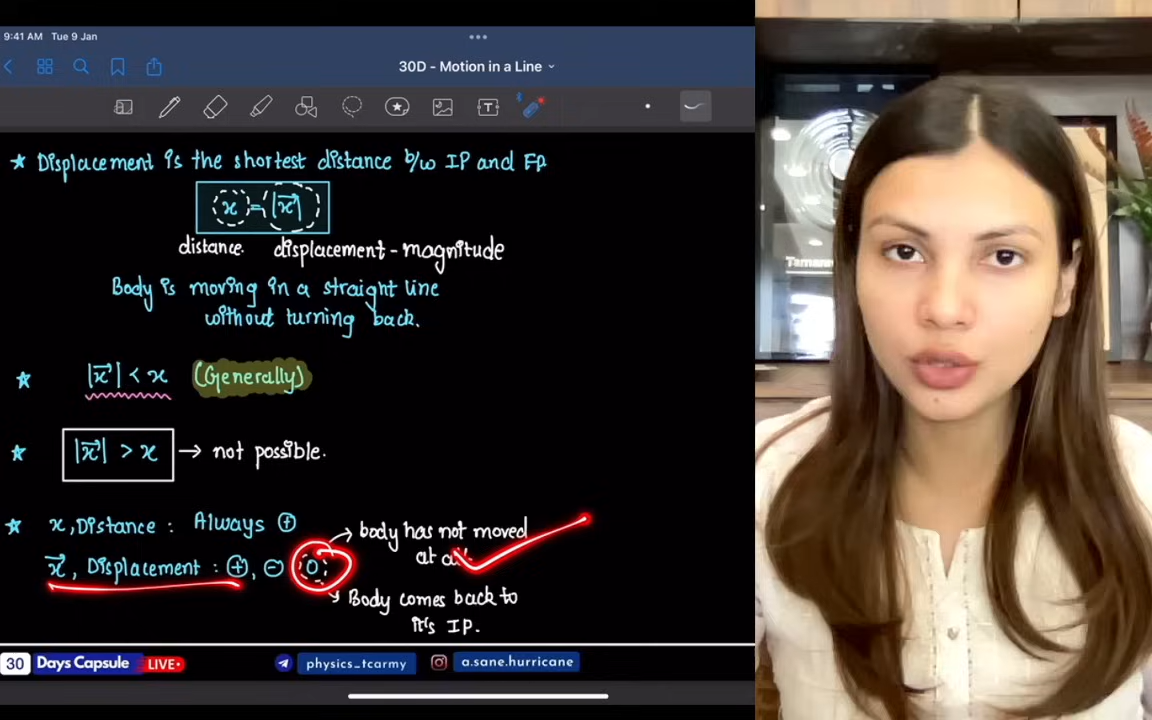 9:41 AM Tue 9 Jan
30D - Motion in a Line
★ Displacement is the shortest distance b/w IP and FP
x = |x⃗|
distance. displacement - magnitude
Body is moving in a straight line
without turning back.
★ |x⃗| < x (Generally)
★ |x⃗| > x → not possible.
★ x, Distance : Always ⊕
→ body has not moved
at all.
x⃗, Displacement : ⊕, ⊖ 0
→ Body comes back to
it's IP.
30 Days Capsule LIVE
physics_tcarmy
a.sane.hurricane